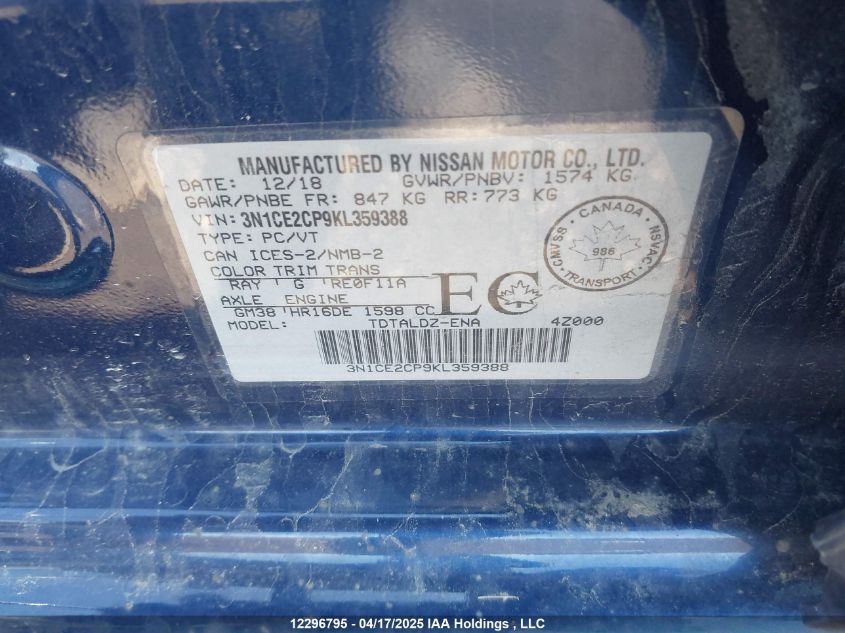 MANUFACTURED BY NISSAN MOTOR CO., LTD.
DATE: 12/18 GVWR/PNBV: 1574 KG
GAWR/PNBE FR: 847 KG RR: 773 KG
VIN: 3N1CE2CP9KL359388
TYPE: PC/VT
CAN ICES-2/NMB-2
COLOR TRIM TRANS
RAY G RE0F11A
AXLE ENGINE
GM38 HR16DE 1598 CC
MODEL: TDTALDZ-ENA 4Z000
EC
CANADA
CMVSS 986 NSVAC
TRANSPORT
3N1CE2CP9KL359388
12296795 - 04/17/2025 IAA Holdings, LLC